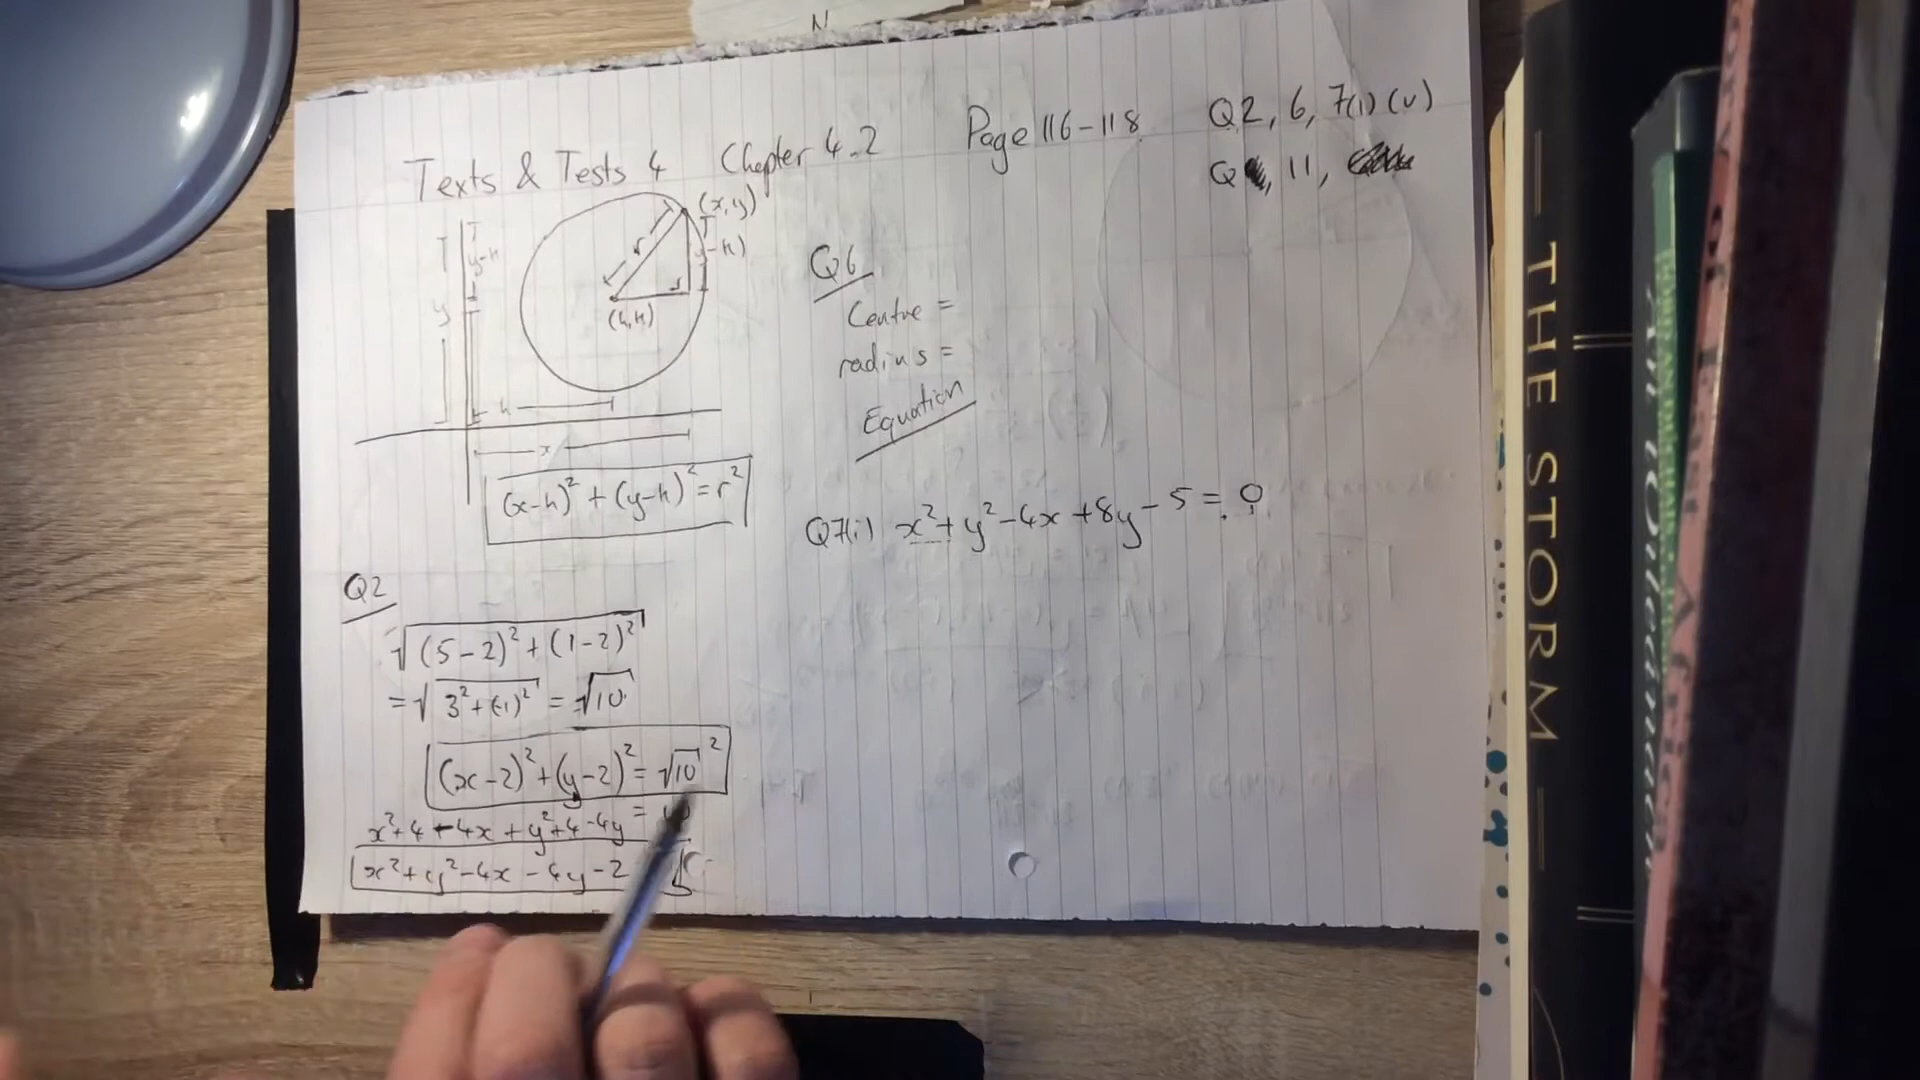 N
Texts & Tests 4 Chapter 4.2 Page 116-118 Q2, 6, 7(i) (v)
Q , 11,
(x,y)
r
y-k
-k)
y
(h,k)
h
x
(x-h)² + (y-k)² = r²
Q2
√(5-2)² + (1-2)²
= √3²+(-1)² = √10
(x-2)² + (y-2)² = √10²
x²+4-4x + y²+4-4y =
x²+y²-4x-4y-2
Q6
Centre =
radius =
Equation
Q7(i) x²+y²-4x+8y-5=0
THE STORM